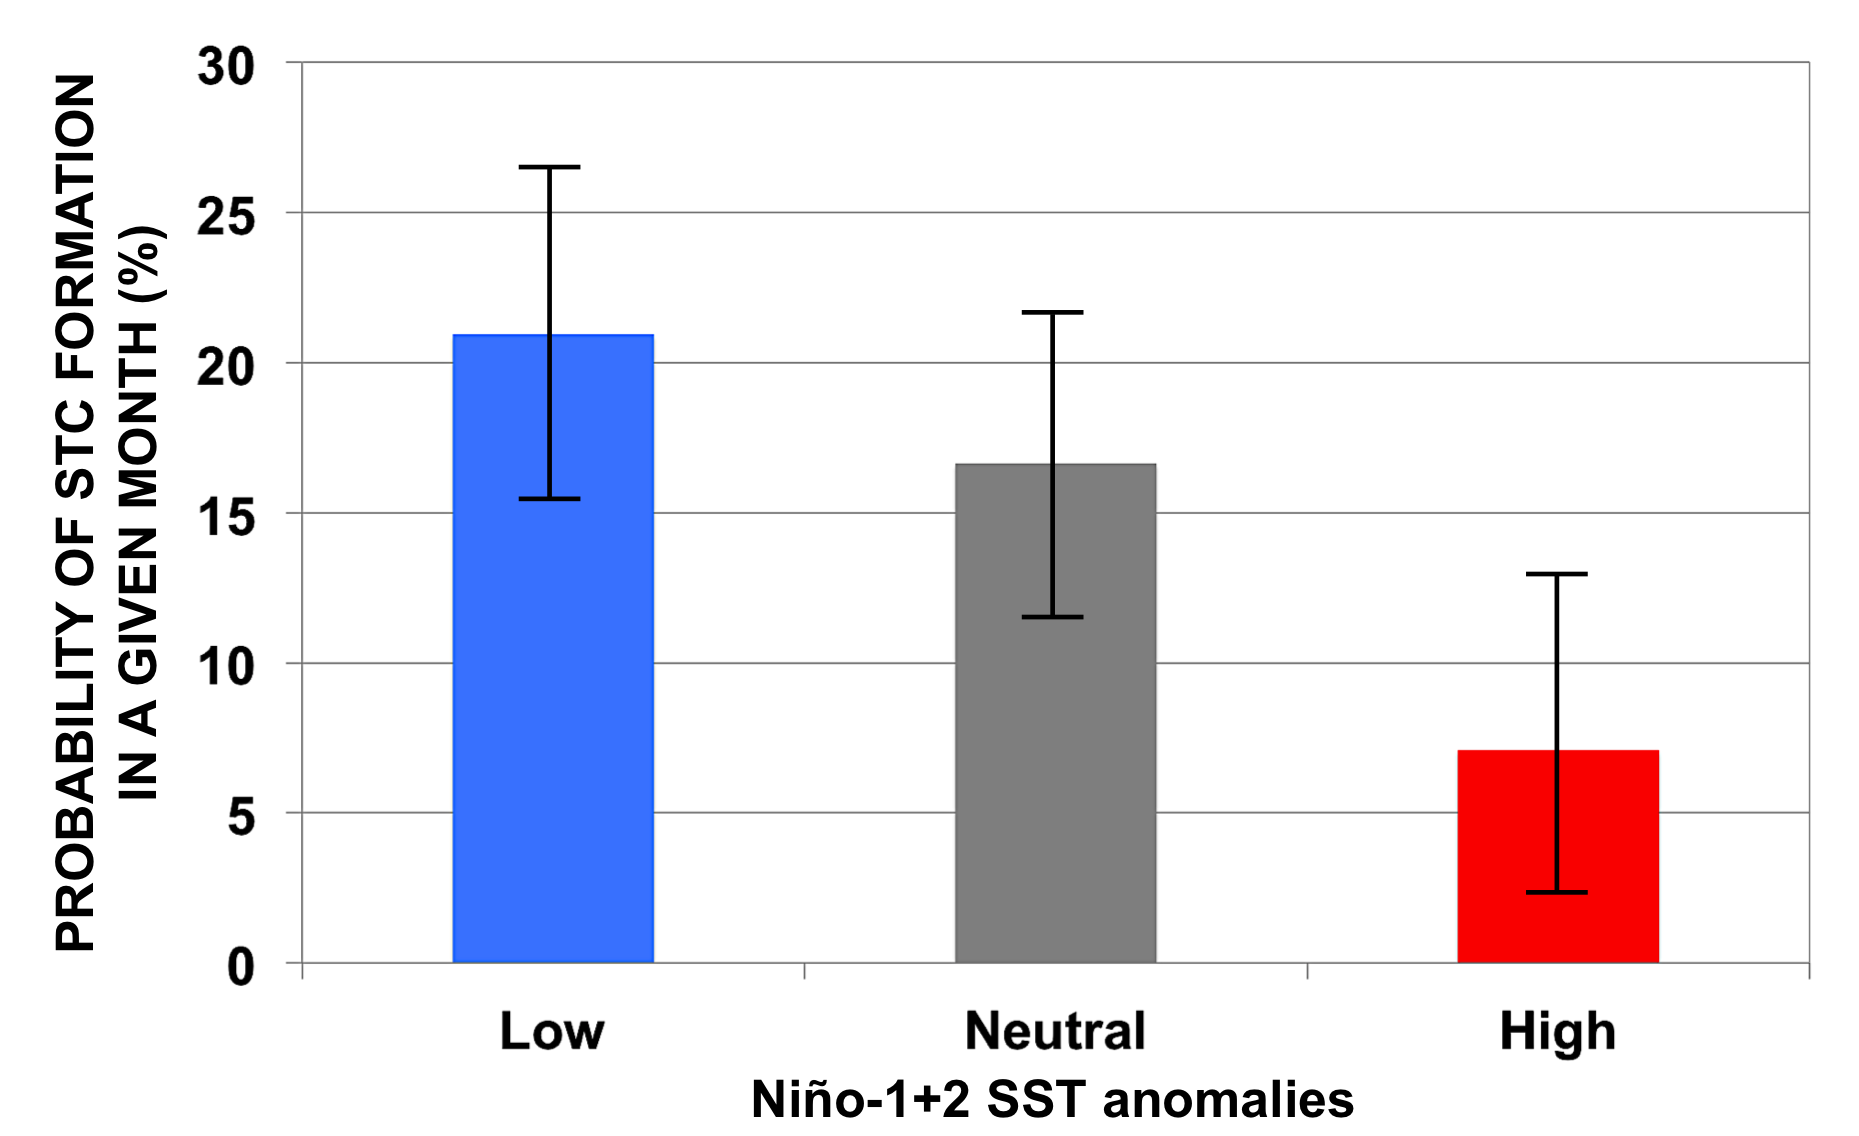 PROBABILITY OF STC FORMATION
IN A GIVEN MONTH (%)
30
25
20
15
10
5
0
Low Neutral High
Niño-1+2 SST anomalies